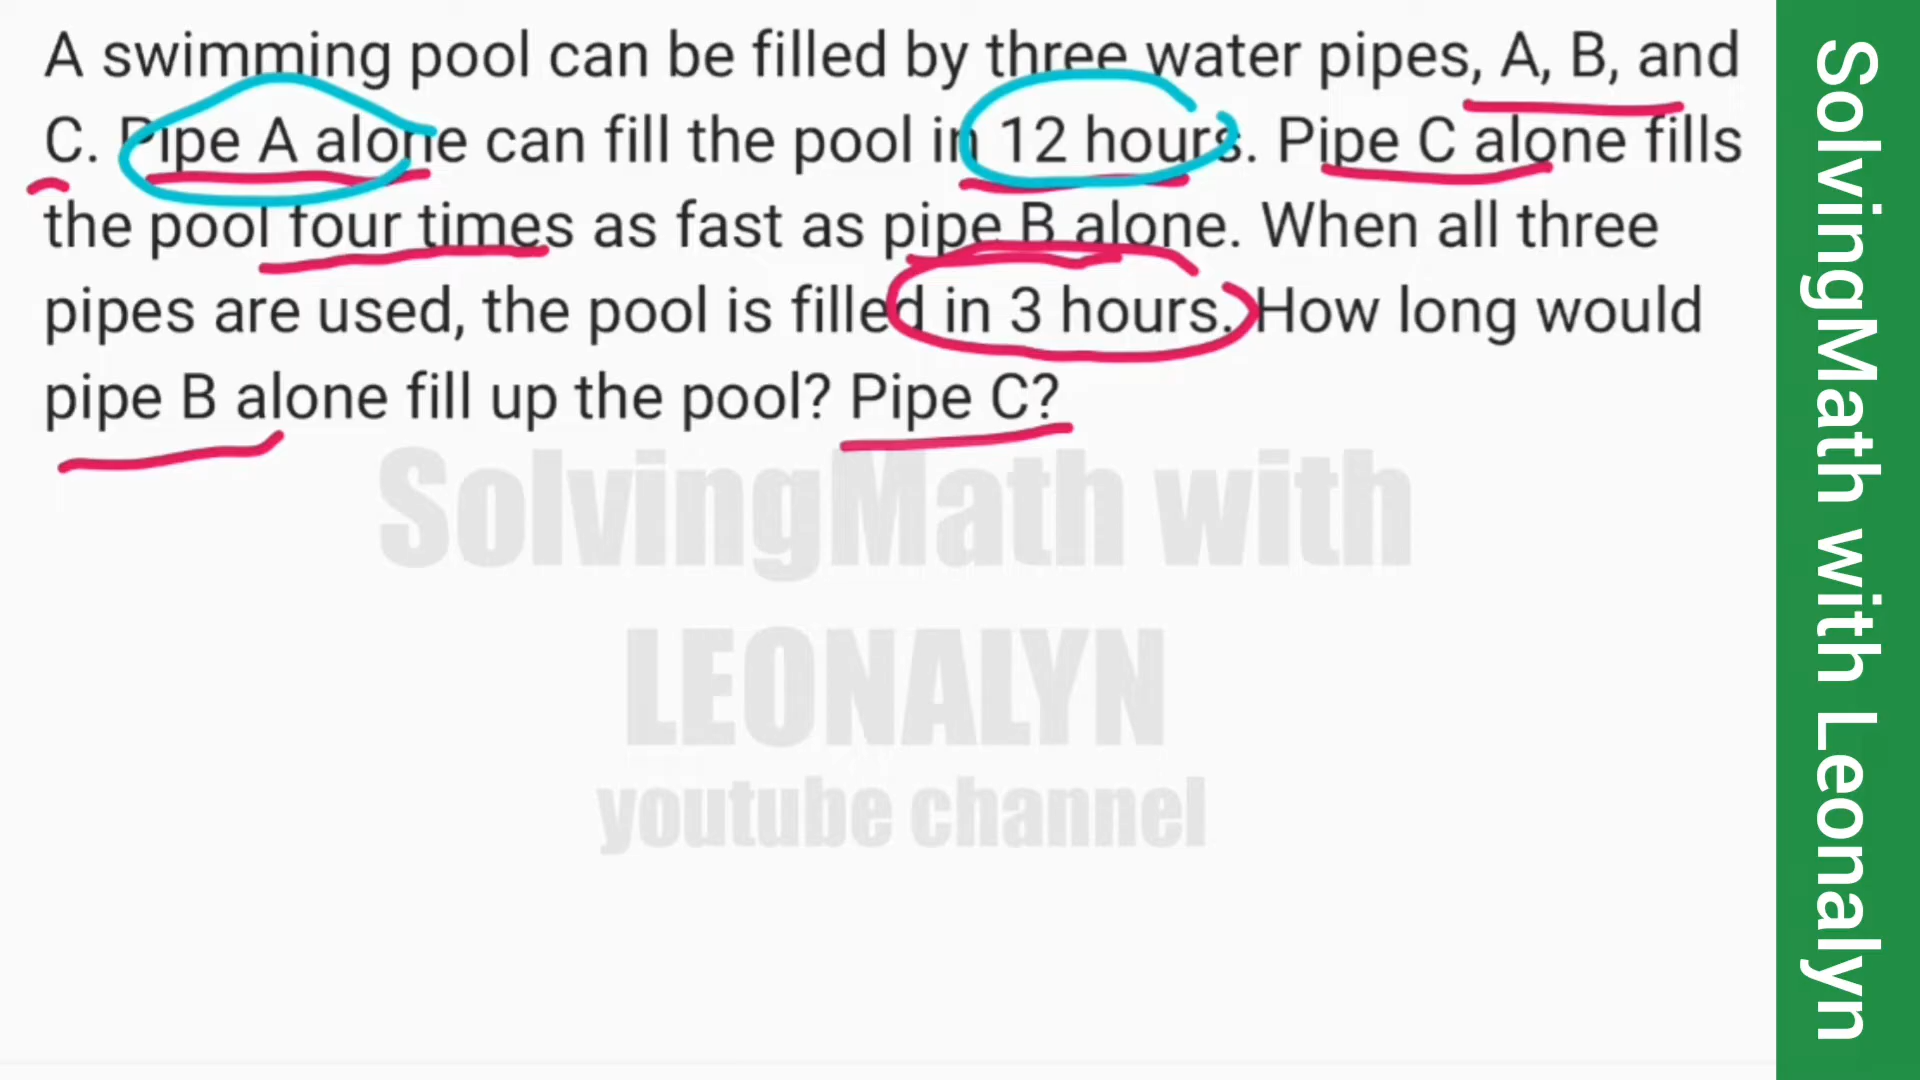 A swimming pool can be filled by three water pipes, A, B, and
C. Pipe A alone can fill the pool in 12 hours. Pipe C alone fills
the pool four times as fast as pipe B alone. When all three
pipes are used, the pool is filled in 3 hours. How long would
pipe B alone fill up the pool? Pipe C?
SolvingMath with
LEONALYN
youtube channel
SolvingMath with Leonalyn